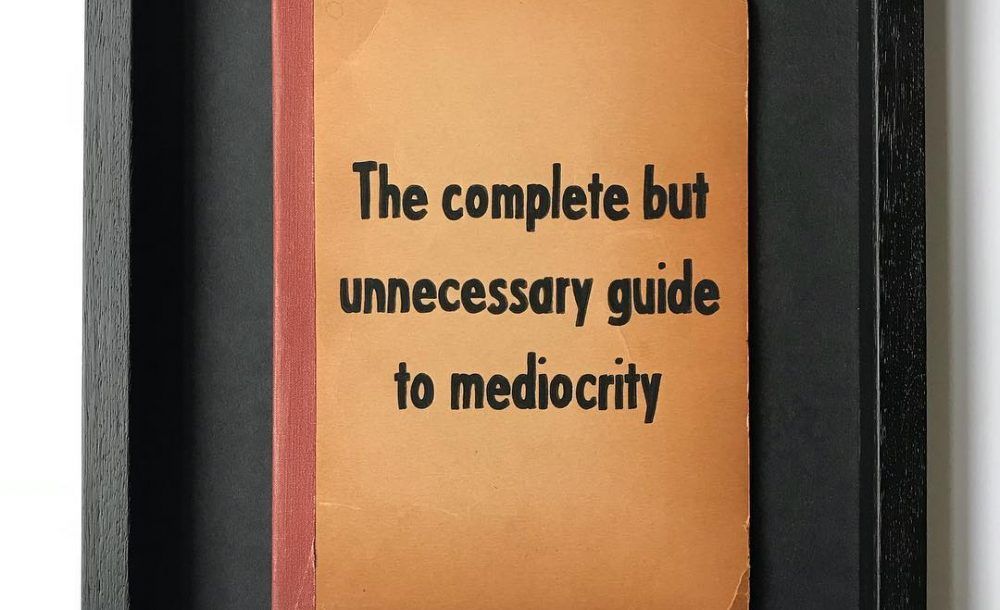 The complete but
unnecessary guide
to mediocrity